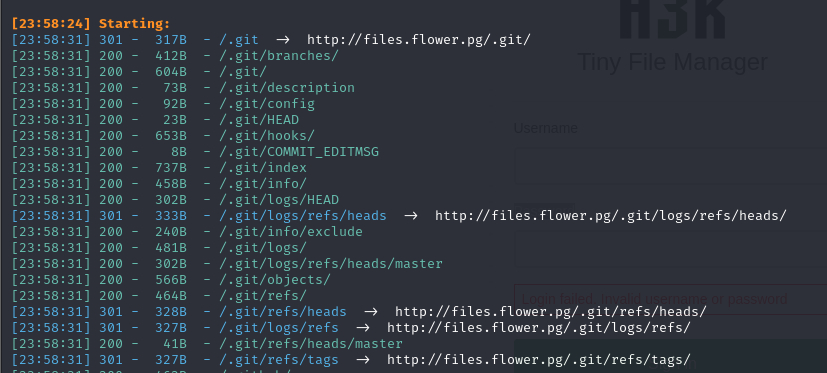 H3K
[23:58:24] Starting:
[23:58:31] 301 -   317B  - /.git  ->  http://files.flower.pg/.git/
[23:58:31] 200 -   412B  - /.git/branches/
[23:58:31] 200 -   604B  - /.git/
Tiny File Manager
[23:58:31] 200 -    73B  - /.git/description
[23:58:31] 200 -    92B  - /.git/config
[23:58:31] 200 -    23B  - /.git/HEAD
Username
[23:58:31] 200 -   653B  - /.git/hooks/
[23:58:31] 200 -     8B  - /.git/COMMIT_EDITMSG
[23:58:31] 200 -   737B  - /.git/index
[23:58:31] 200 -   458B  - /.git/info/
[23:58:31] 200 -   302B  - /.git/logs/HEAD
[23:58:31] 301 -   333B  - /.git/logs/refs/heads  ->  http://files.flower.pg/.git/logs/refs/heads/
[23:58:31] 200 -   240B  - /.git/info/exclude
[23:58:31] 200 -   481B  - /.git/logs/
[23:58:31] 200 -   302B  - /.git/logs/refs/heads/master
[23:58:31] 200 -   566B  - /.git/objects/
[23:58:31] 200 -   464B  - /.git/refs/
Login failed. Invalid username or password
[23:58:31] 301 -   328B  - /.git/refs/heads  ->  http://files.flower.pg/.git/refs/heads/
[23:58:31] 301 -   327B  - /.git/logs/refs  ->  http://files.flower.pg/.git/logs/refs/
[23:58:31] 200 -    41B  - /.git/refs/heads/master
[23:58:31] 301 -   327B  - /.git/refs/tags  ->  http://files.flower.pg/.git/refs/tags/